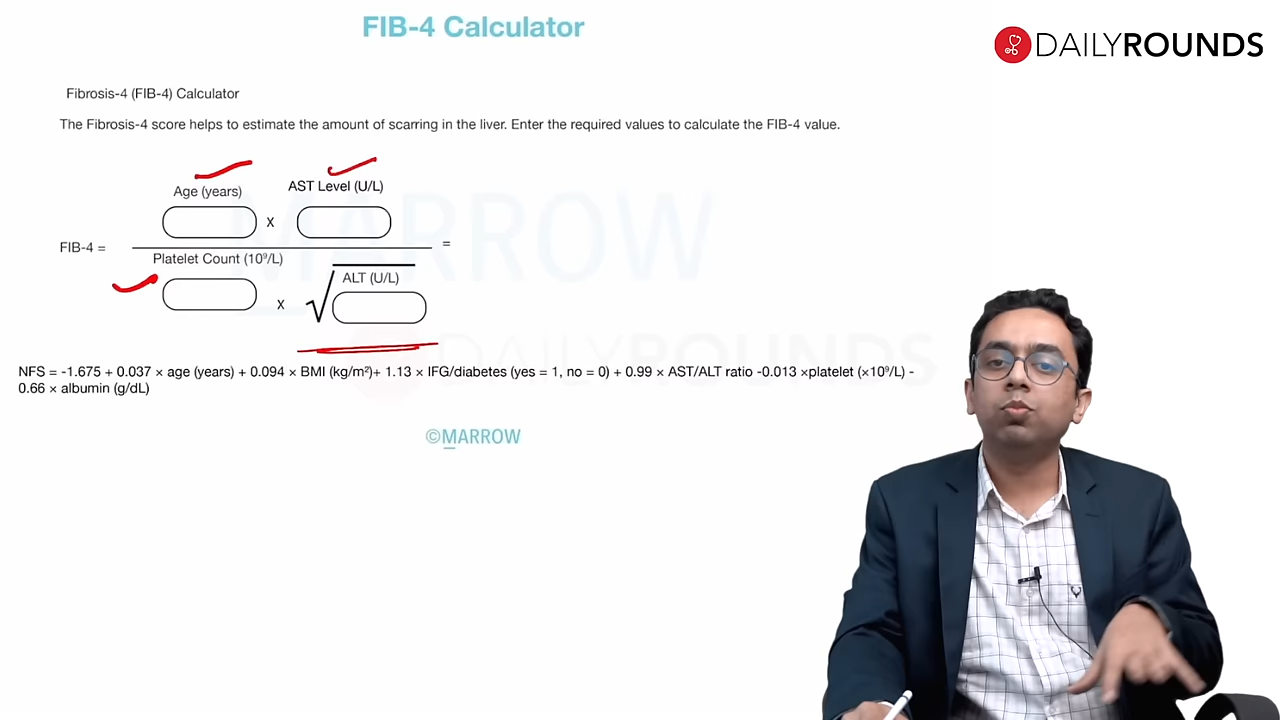 FIB-4 Calculator
DAILYROUNDS
Fibrosis-4 (FIB-4) Calculator
The Fibrosis-4 score helps to estimate the amount of scarring in the liver. Enter the required values to calculate the FIB-4 value.
Age (years)
AST Level (U/L)
x
FIB-4 =
=
Platelet Count (10⁹/L)
ALT (U/L)
x
√
MARROW
DAILYROUNDS
NFS = -1.675 + 0.037 × age (years) + 0.094 × BMI (kg/m²)+ 1.13 × IFG/diabetes (yes = 1, no = 0) + 0.99 × AST/ALT ratio -0.013 ×platelet (×10⁹/L) -
0.66 × albumin (g/dL)
©MARROW